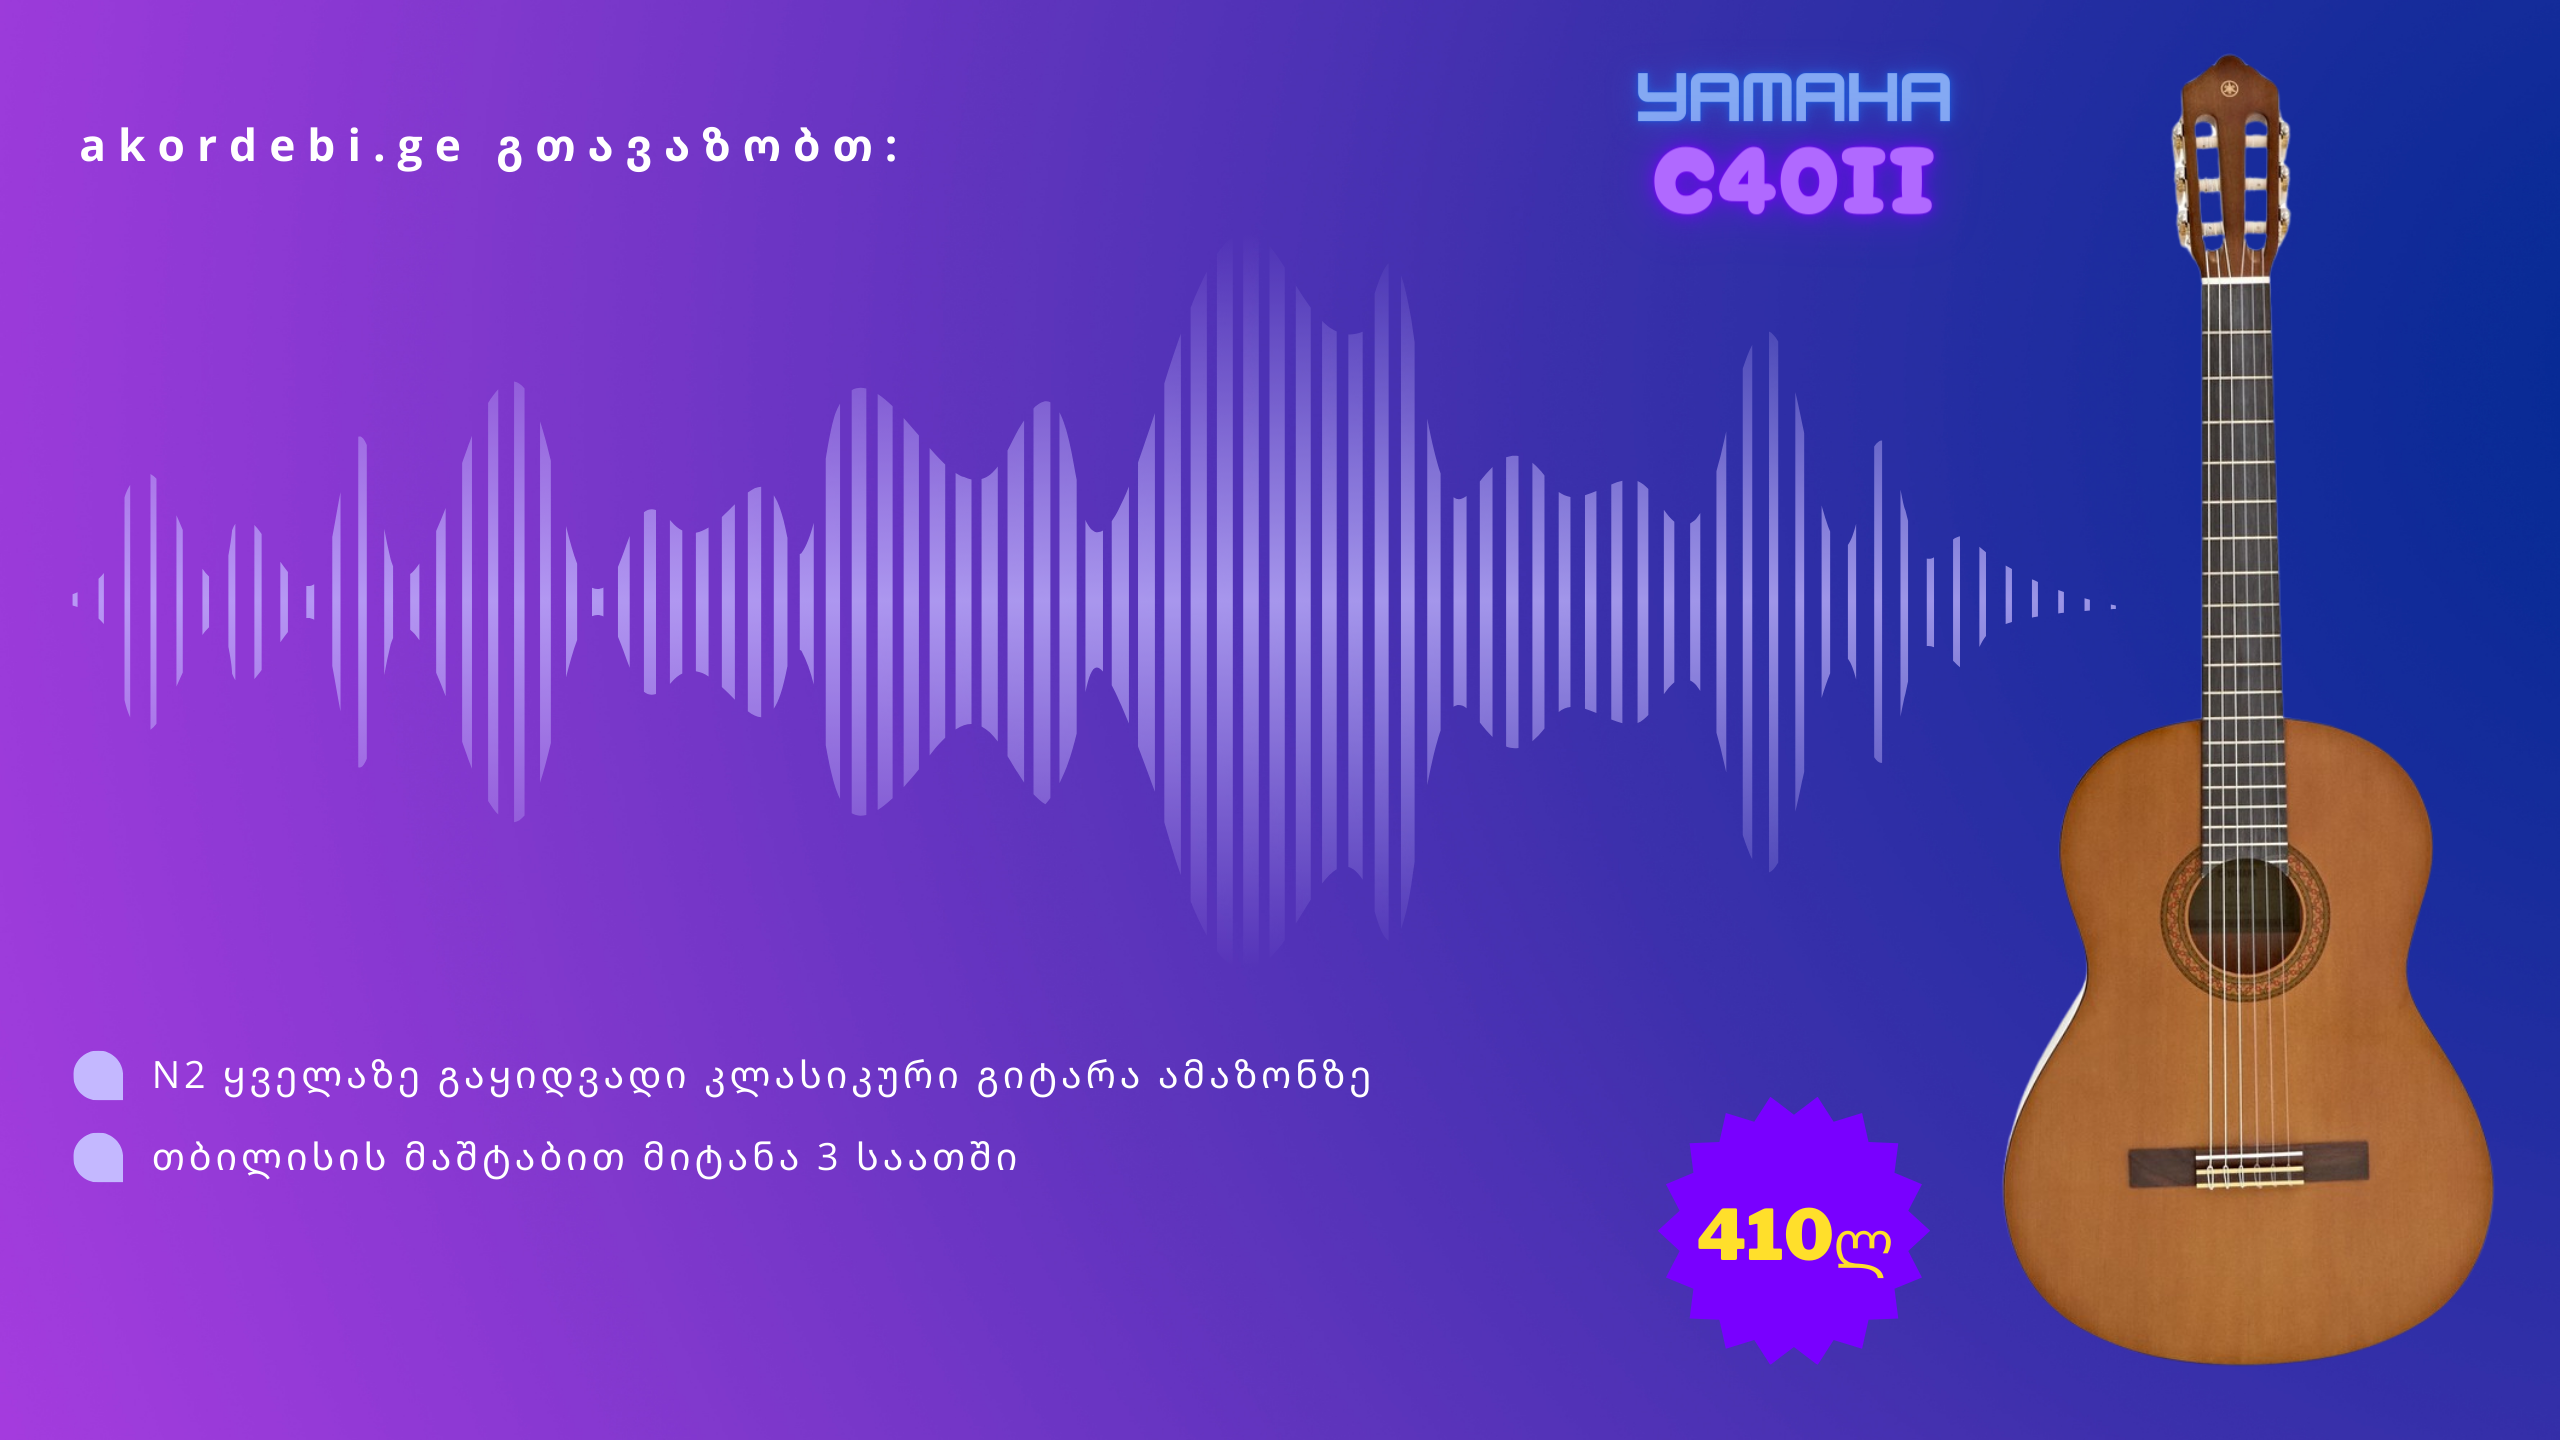 akordebi.ge გთავაზობთ:
YAMAHA
C40II
N2 ყველაზე გაყიდვადი კლასიკური გიტარა ამაზონზე
თბილისის მაშტაბით მიტანა 3 საათში
410ლ